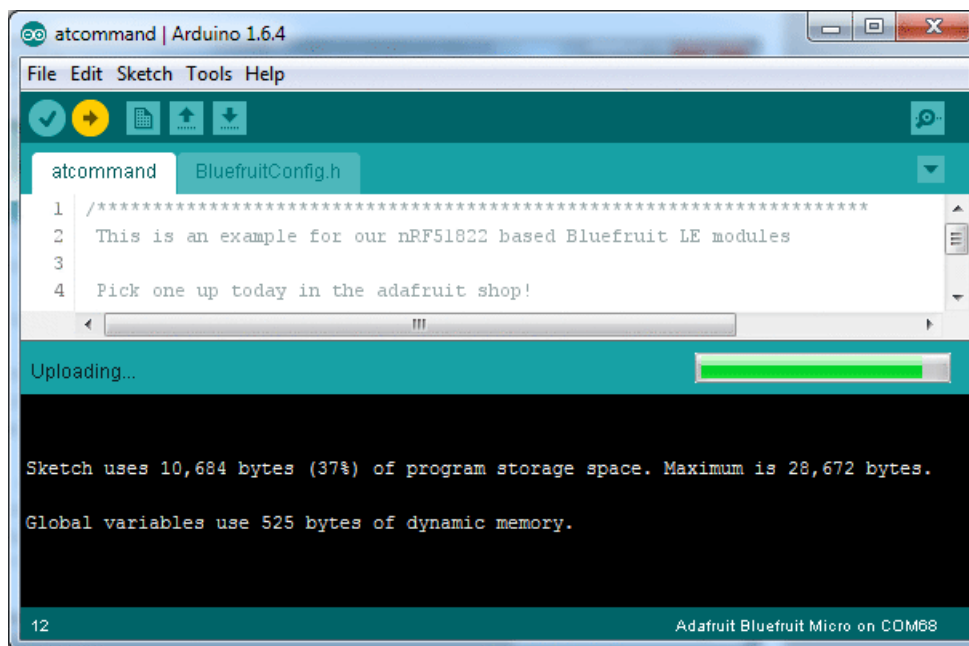 atcommand | Arduino 1.6.4
File Edit Sketch Tools Help
atcommand BluefruitConfig.h
1 /*********************************************************************
2 This is an example for our nRF51822 based Bluefruit LE modules
3
4 Pick one up today in the adafruit shop!
Uploading...
Sketch uses 10,684 bytes (37%) of program storage space. Maximum is 28,672 bytes.
Global variables use 525 bytes of dynamic memory.
12 Adafruit Bluefruit Micro on COM68